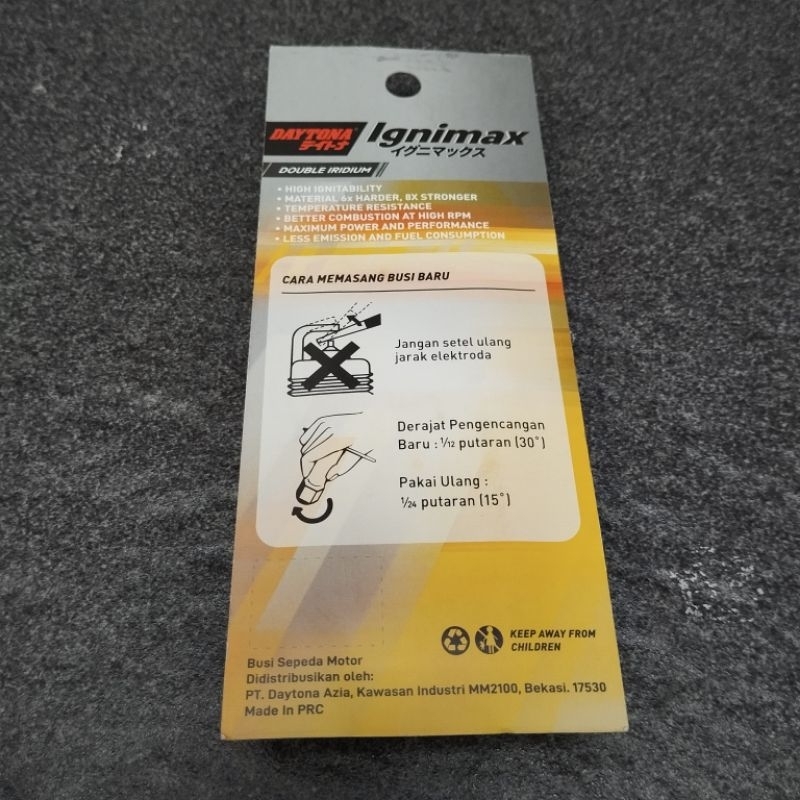 DAYTONA
デイトナ
Ignimax
イグニマックス
DOUBLE IRIDIUM
• HIGH IGNITABILITY
• MATERIAL 6x HARDER, 8X STRONGER
• TEMPERATURE RESISTANCE
• BETTER COMBUSTION AT HIGH RPM
• MAXIMUM POWER AND PERFORMANCE
• LESS EMISSION AND FUEL CONSUMPTION
CARA MEMASANG BUSI BARU
Jangan setel ulang
jarak elektroda
Derajat Pengencangan
Baru : 1/12 putaran (30˚)
Pakai Ulang :
1/24 putaran (15˚)
KEEP AWAY FROM
CHILDREN
Busi Sepeda Motor
Didistribusikan oleh:
PT. Daytona Azia, Kawasan Industri MM2100, Bekasi. 17530
Made In PRC